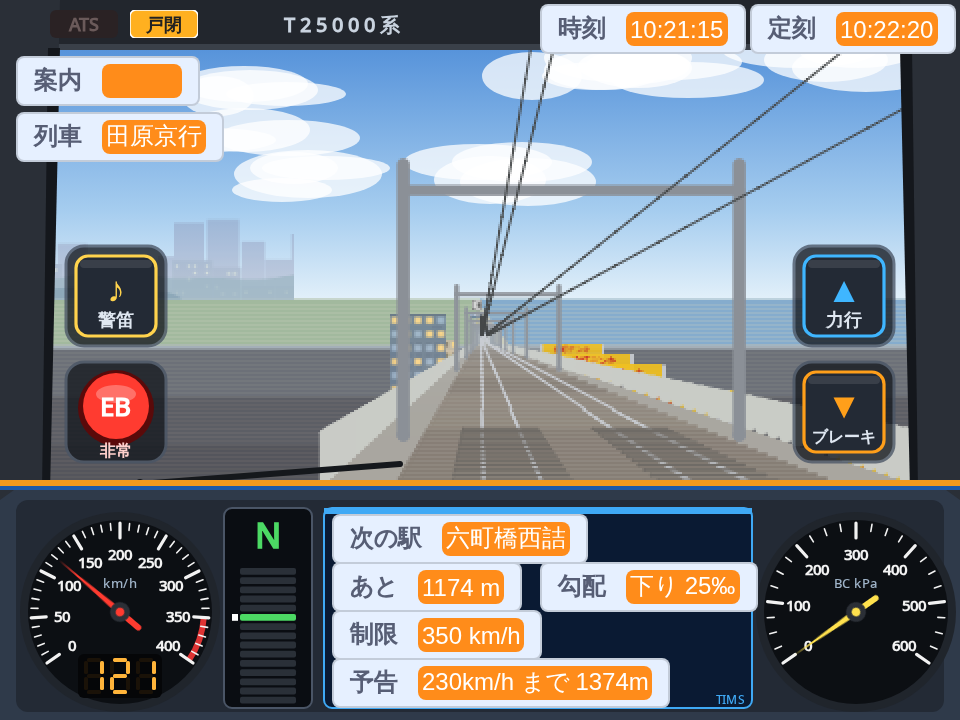 ATS
戸閉
T25000系
時刻 10:21:15
定刻 10:22:20
案内
列車 田原京行
♪
警笛
EB
非常
▲
力行
▼
ブレーキ
0 50 100 150 200 250 300 350 400
km/h
121
N
次の駅 六町橋西詰
あと 1174 m
勾配 下り 25‰
制限 350 km/h
予告 230km/h まで 1374m
TIMS
0 100 200 300 400 500 600
BC kPa